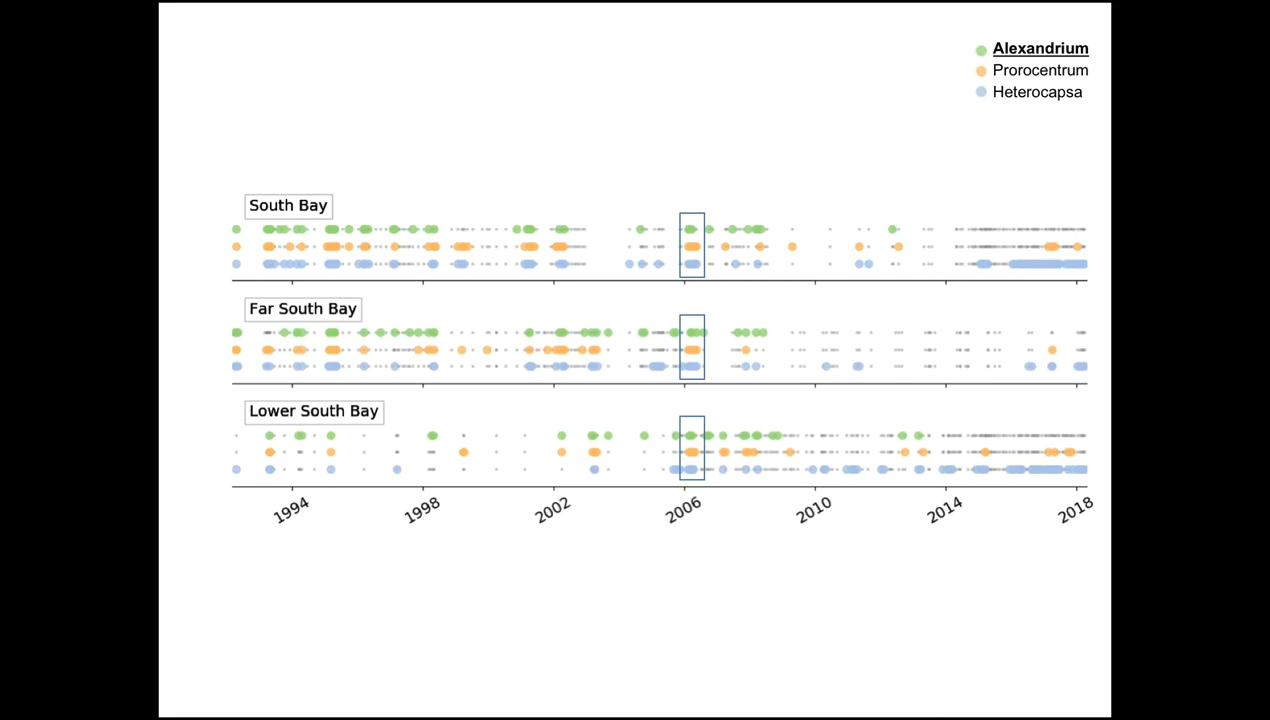 Alexandrium
Prorocentrum
Heterocapsa
South Bay
Far South Bay
Lower South Bay
1994 1998 2002 2006 2010 2014 2018